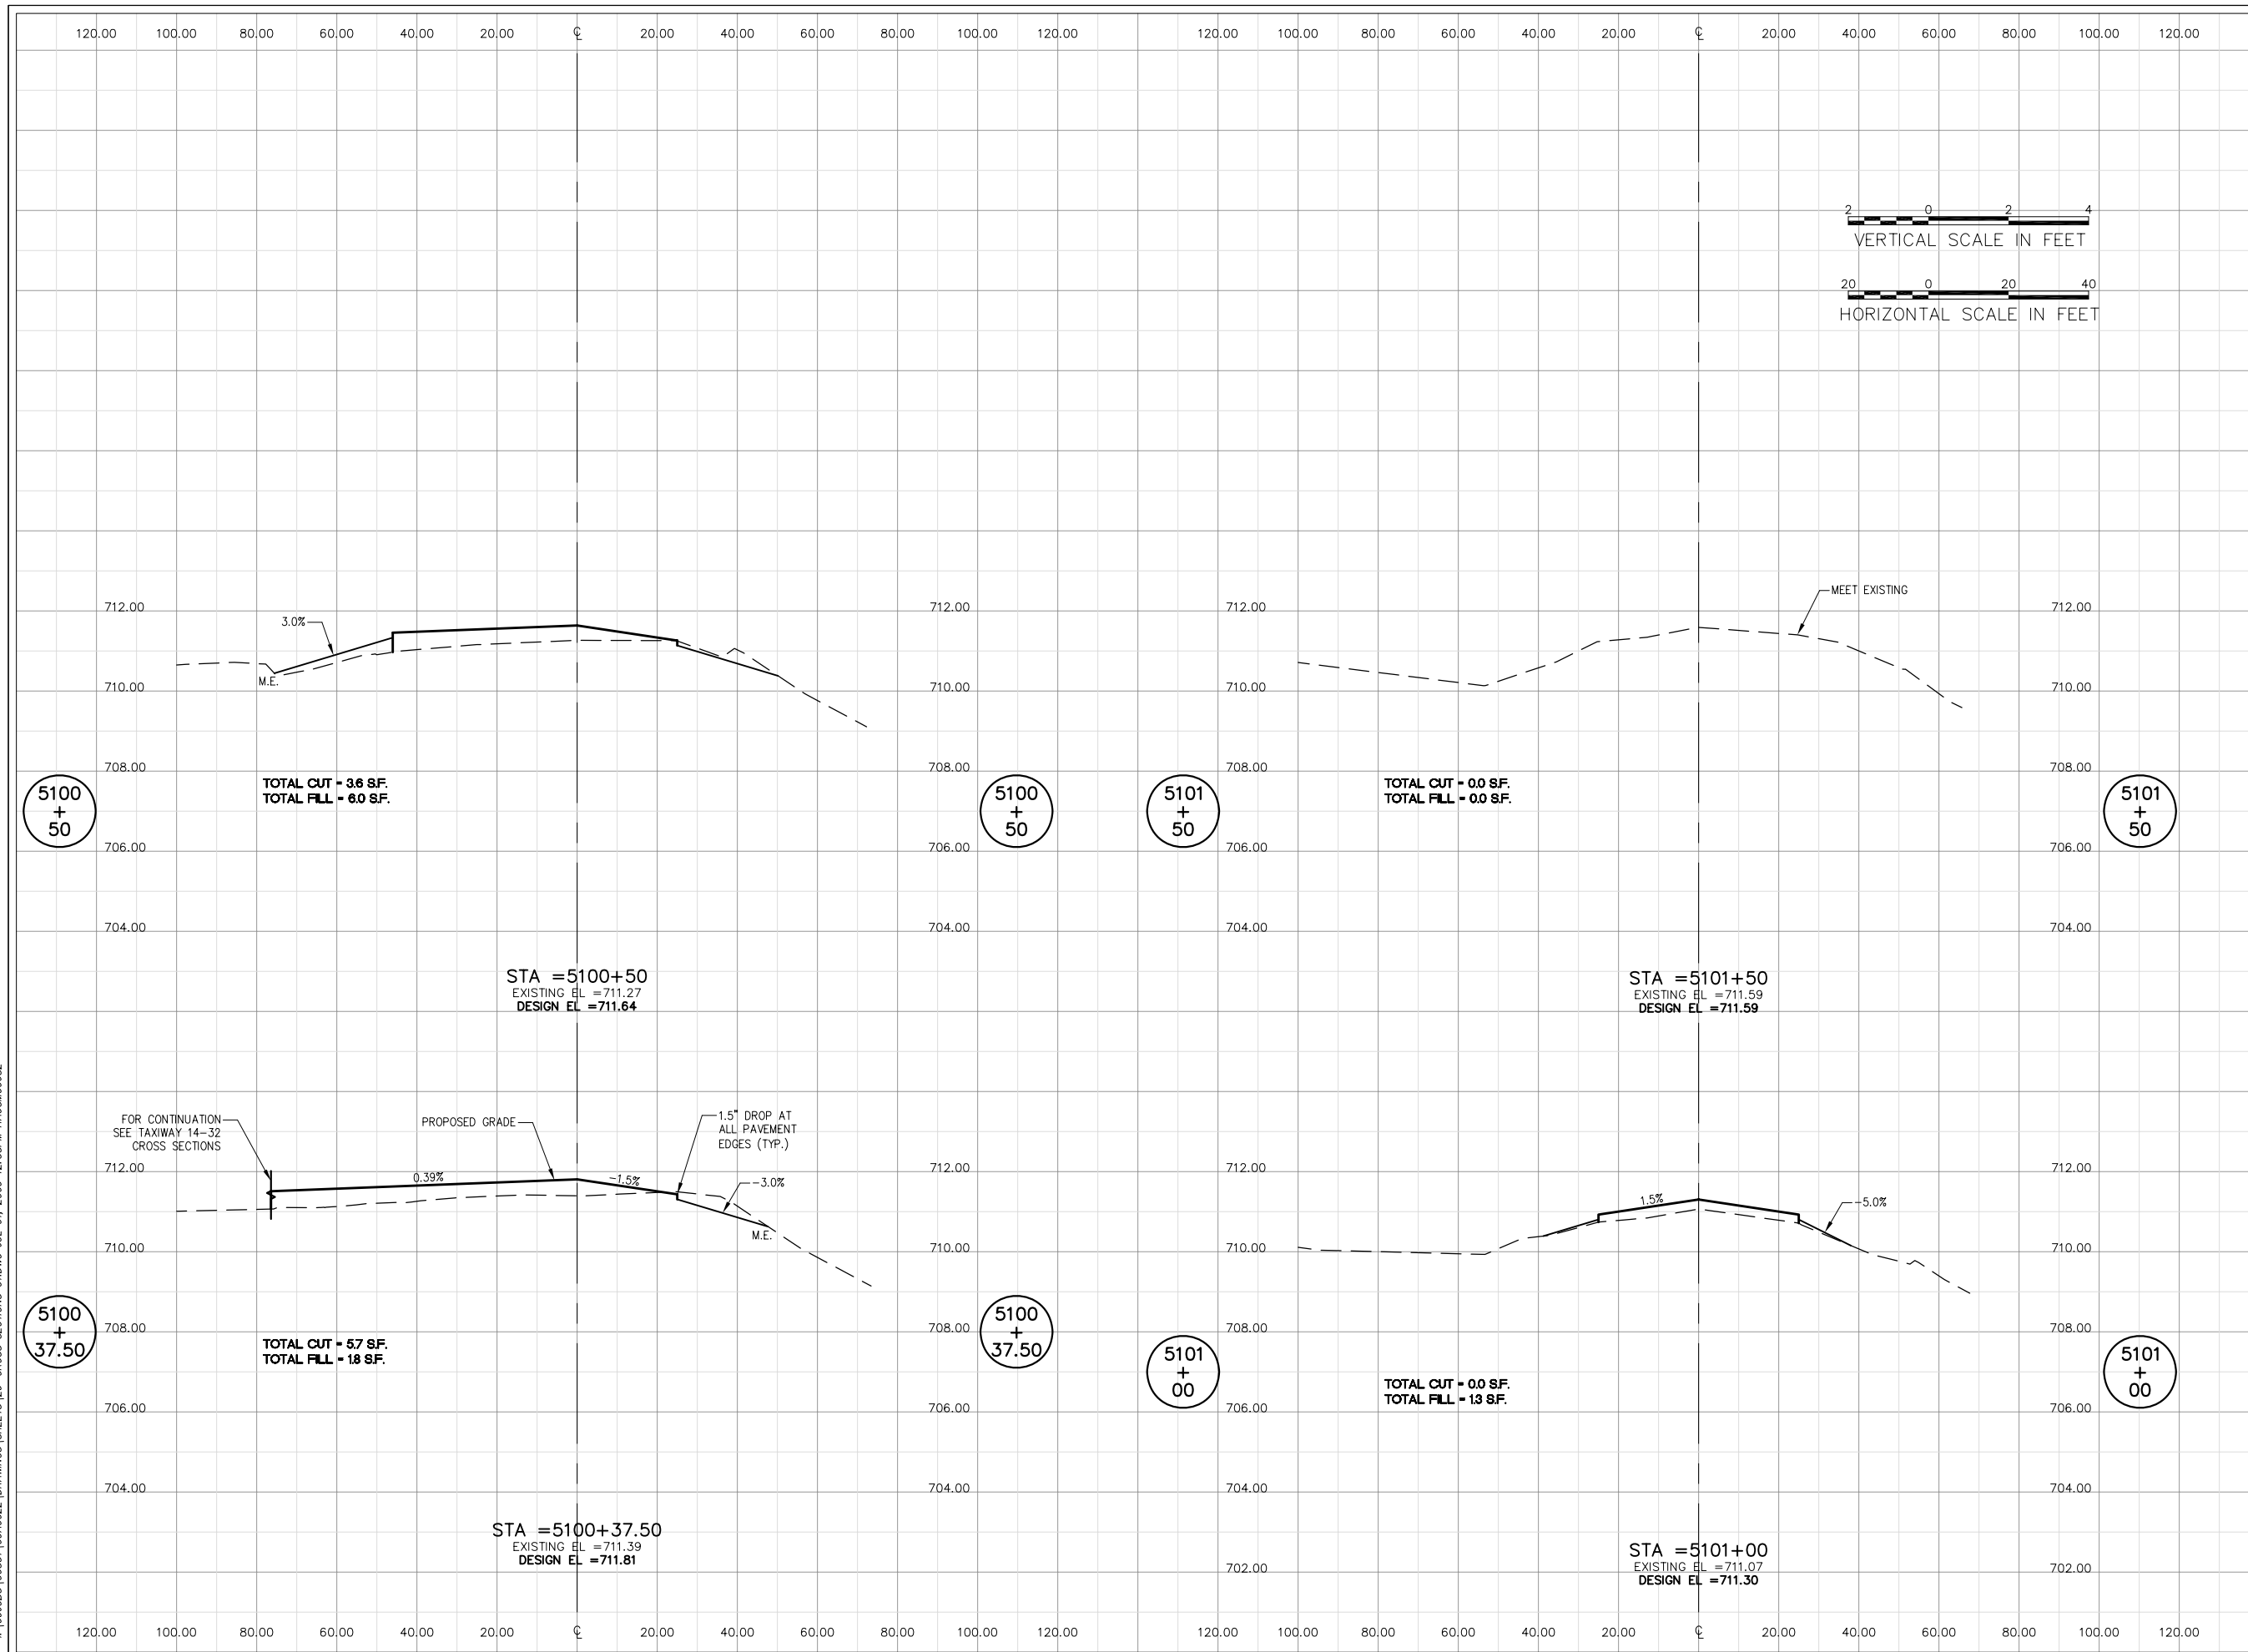 120.00 100.00 80.00 60.00 40.00 20.00 ℄ 20.00 40.00 60.00 80.00 100.00 120.00 120.00 100.00 80.00 60.00 40.00 20.00 ℄ 20.00 40.00 60.00 80.00 100.00 120.00
2 0 2 4
VERTICAL SCALE IN FEET
20 0 20 40
HORIZONTAL SCALE IN FEET
712.00 712.00
3.0%
710.00 710.00
M.E.
708.00 708.00
TOTAL CUT = 3.6 S.F.
TOTAL FILL = 6.0 S.F.
5100
+
50
5100
+
50
706.00 706.00
704.00 704.00
STA =5100+50
EXISTING EL =711.27
DESIGN EL =711.64
MEET EXISTING
712.00 712.00
710.00 710.00
708.00 708.00
TOTAL CUT = 0.0 S.F.
TOTAL FILL = 0.0 S.F.
5101
+
50
5101
+
50
706.00 706.00
704.00 704.00
STA =5101+50
EXISTING EL =711.59
DESIGN EL =711.59
FOR CONTINUATION
SEE TAXIWAY 14-32
CROSS SECTIONS
PROPOSED GRADE
1.5" DROP AT
ALL PAVEMENT
EDGES (TYP.)
712.00 712.00
0.39%
-1.5%
-3.0%
M.E.
710.00 710.00
708.00 708.00
5100
+
37.50
5100
+
37.50
TOTAL CUT = 5.7 S.F.
TOTAL FILL = 1.8 S.F.
706.00 706.00
704.00 704.00
STA =5100+37.50
EXISTING EL =711.39
DESIGN EL =711.81
712.00 712.00
1.5%
-5.0%
710.00 710.00
708.00 708.00
5101
+
00
5101
+
00
TOTAL CUT = 0.0 S.F.
TOTAL FILL = 1.3 S.F.
706.00 706.00
704.00 704.00
STA =5101+00
EXISTING EL =711.07
DESIGN EL =711.30
702.00 702.00
120.00 100.00 80.00 60.00 40.00 20.00 ℄ 20.00 40.00 60.00 80.00 100.00 120.00 120.00 100.00 80.00 60.00 40.00 20.00 ℄ 20.00 40.00 60.00 80.00 100.00 120.00